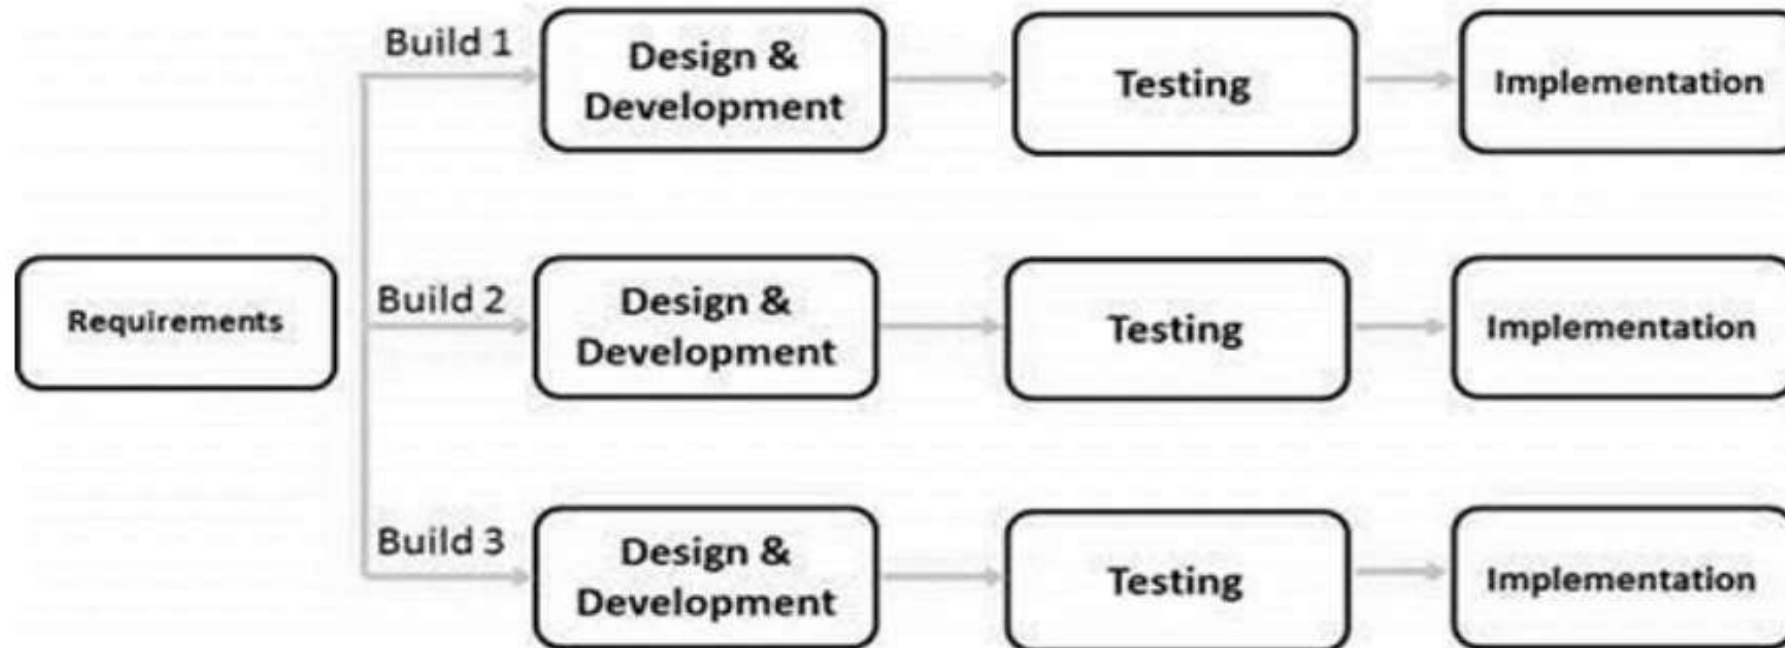 Build 1
Design &
Development
Testing
Implementation
Requirements
Build 2
Design &
Development
Testing
Implementation
Build 3
Design &
Development
Testing
Implementation